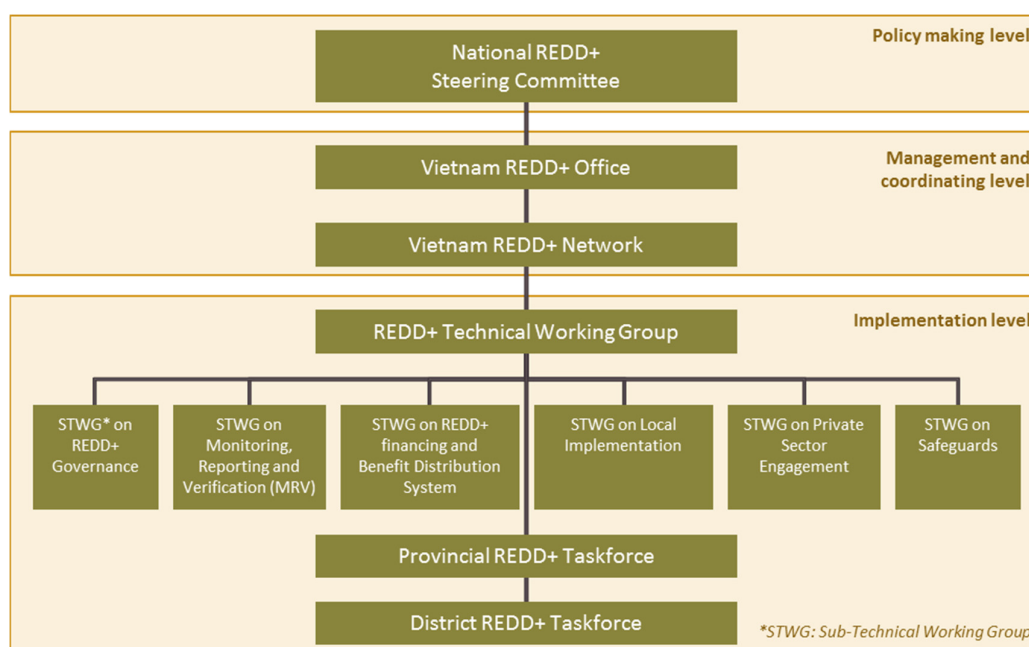 Policy making level
National REDD+
Steering Committee
Management and
coordinating level
Vietnam REDD+ Office
Vietnam REDD+ Network
Implementation level
REDD+ Technical Working Group
STWG* on
REDD+
Governance
STWG on
Monitoring,
Reporting and
Verification (MRV)
STWG on REDD+
financing and
Benefit Distribution
System
STWG on Local
Implementation
STWG on Private
Sector
Engagement
STWG on
Safeguards
Provincial REDD+ Taskforce
District REDD+ Taskforce
*STWG: Sub-Technical Working Group